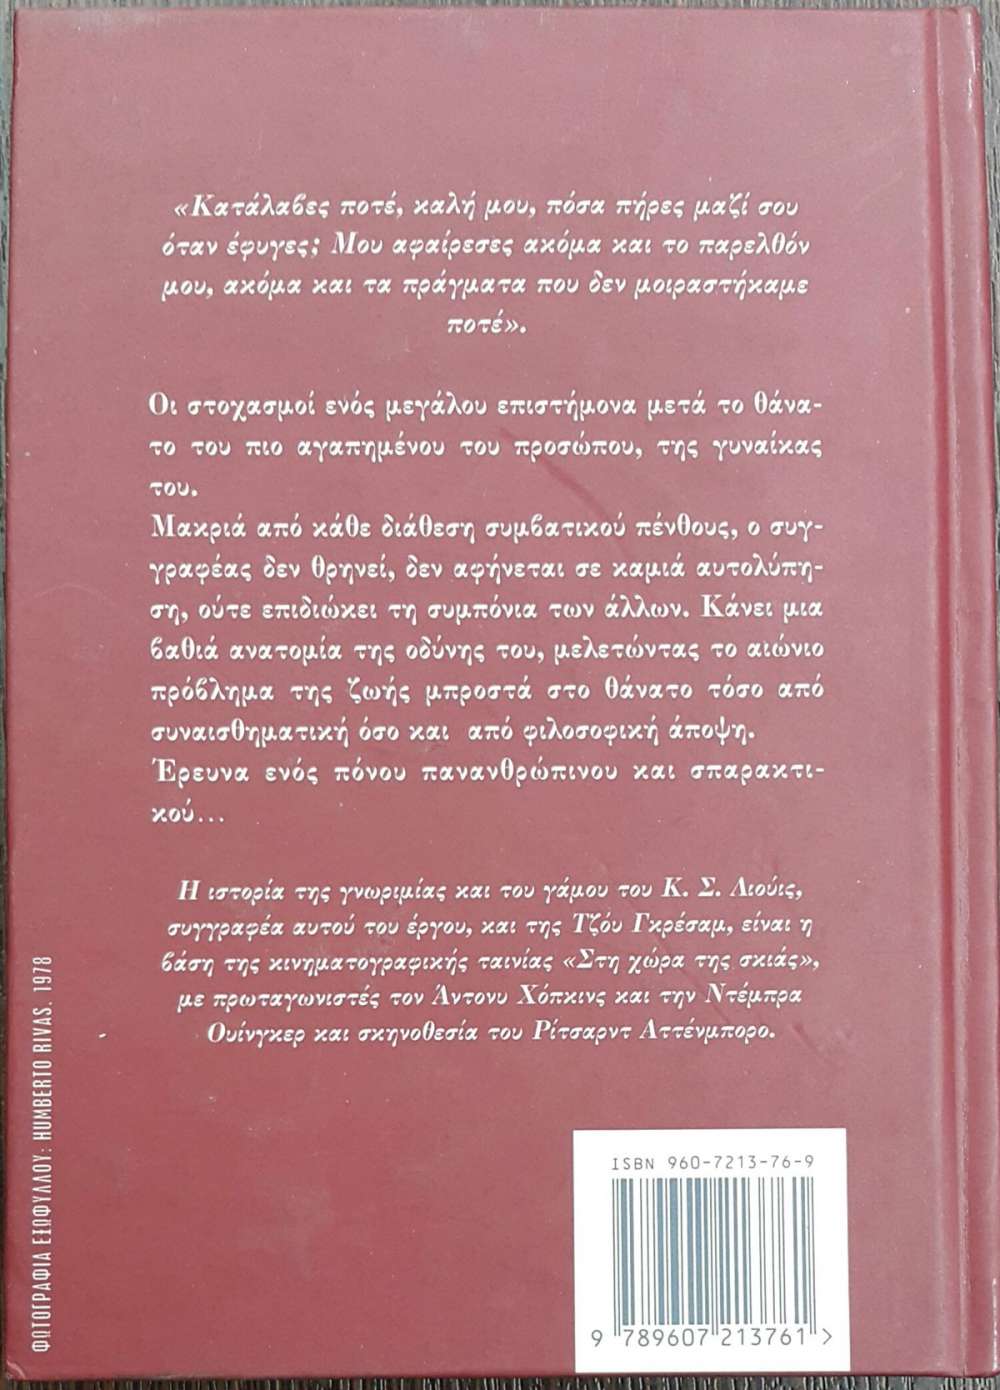 «Κατάλαβες ποτέ, καλή μου, πόσα πήρες μαζί σου
όταν έφυγες; Μου αφαίρεσες ακόμα και το παρελθόν
μου, ακόμα και τα πράγματα που δεν μοιραστήκαμε
ποτέ».
Οι στοχασμοί ενός μεγάλου επιστήμονα μετά το θάνα-
το του πιο αγαπημένου του προσώπου, της γυναίκας
του.
Μακριά από κάθε διάθεση συμβατικού πένθους, ο συγ-
γραφέας δεν θρηνεί, δεν αφήνεται σε καμιά αυτολύπη-
ση, ούτε επιδιώκει τη συμπόνια των άλλων. Κάνει μια
βαθιά ανατομία της οδύνης του, μελετώντας το αιώνιο
πρόβλημα της ζωής μπροστά στο θάνατο τόσο από
συναισθηματική όσο και από φιλοσοφική άποψη.
Έρευνα ενός πόνου πανανθρώπινου και σπαρακτι-
κού...
Η ιστορία της γνωριμίας και του γάμου του Κ. Σ. Λιούις,
συγγραφέα αυτού του έργου, και της Τζόυ Γκρέσαμ, είναι η
βάση της κινηματογραφικής ταινίας «Στη χώρα της σκιάς»,
με πρωταγωνιστές τον Άντονυ Χόπκινς και την Ντέμπρα
Ουίνγκερ και σκηνοθεσία του Ρίτσαρντ Αττένμπορο.
ΦΩΤΟΓΡΑΦΙΑ ΕΞΩΦΥΛΛΟΥ: HUMBERTO RIVAS. 1978
ISBN 960-7213-76-9
9 789607 213761 >